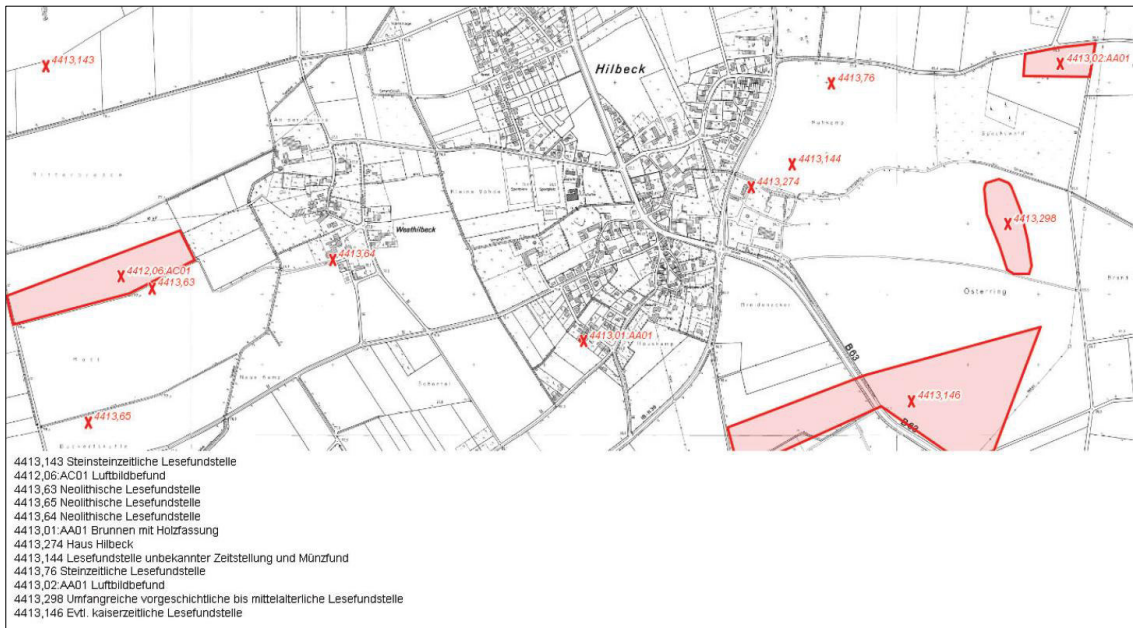 4413,143
Hilbeck
4413,02:AA01
4413,76
4413,144
4413,274
4413,298
Westhilbeck
4413,64
4412,06:AC01
4413,63
Österring
4413,01:AA01
B63
4413,146
B63
4413,65
4413,143 Steinsteinzeitliche Lesefundstelle
4412,06:AC01 Luftbildbefund
4413,63 Neolithische Lesefundstelle
4413,65 Neolithische Lesefundstelle
4413,64 Neolithische Lesefundstelle
4413,01:AA01 Brunnen mit Holzfassung
4413,274 Haus Hilbeck
4413,144 Lesefundstelle unbekannter Zeitstellung und Münzfund
4413,76 Steinzeitliche Lesefundstelle
4413,02:AA01 Luftbildbefund
4413,298 Umfangreiche vorgeschichtliche bis mittelalterliche Lesefundstelle
4413,146 Evtl. kaiserzeitliche Lesefundstelle